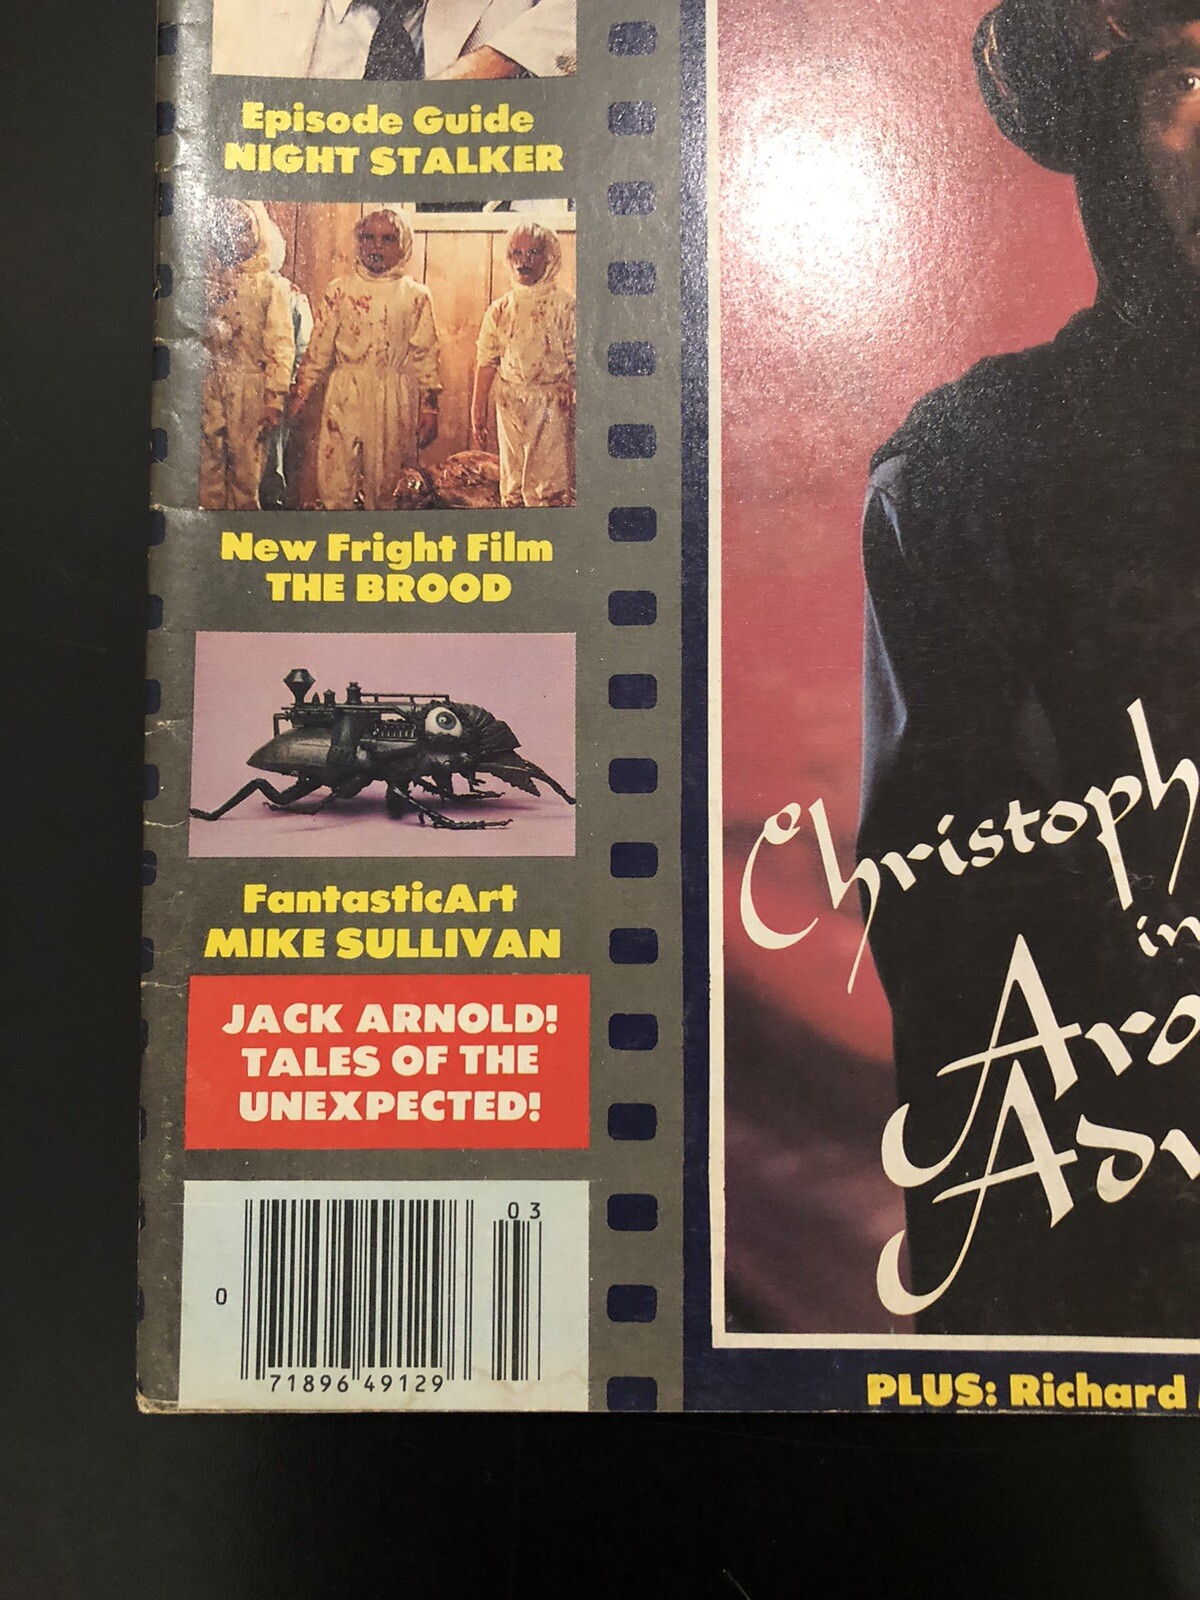 Episode Guide
NIGHT STALKER
New Fright Film
THE BROOD
FantasticArt
MIKE SULLIVAN
JACK ARNOLD!
TALES OF THE
UNEXPECTED!
03
0
71896 49129
Christoph
in
Aro
Adv
PLUS: Richard